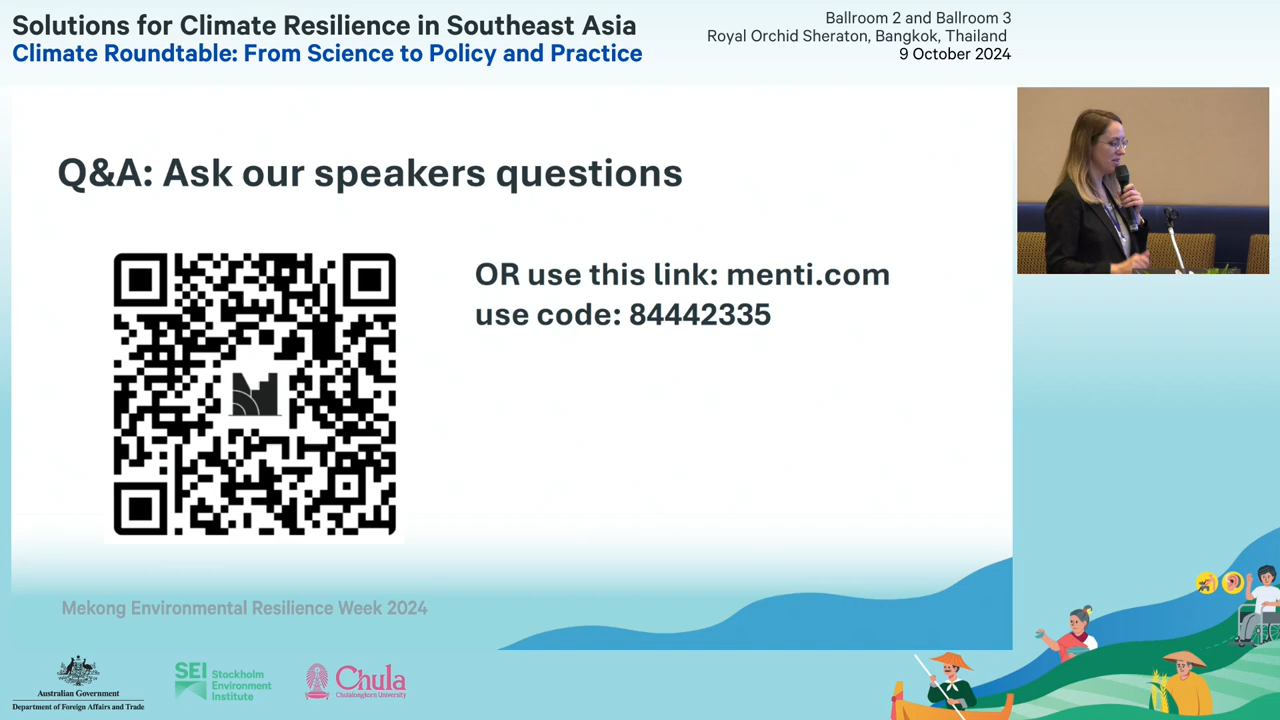 Solutions for Climate Resilience in Southeast Asia
Climate Roundtable: From Science to Policy and Practice
Ballroom 2 and Ballroom 3
Royal Orchid Sheraton, Bangkok, Thailand
9 October 2024
Q&A: Ask our speakers questions
OR use this link: menti.com
use code: 84442335
Mekong Environmental Resilience Week 2024
Australian Government
Department of Foreign Affairs and Trade
SEI Stockholm
Environment
Institute
Chula
Chulalongkorn University